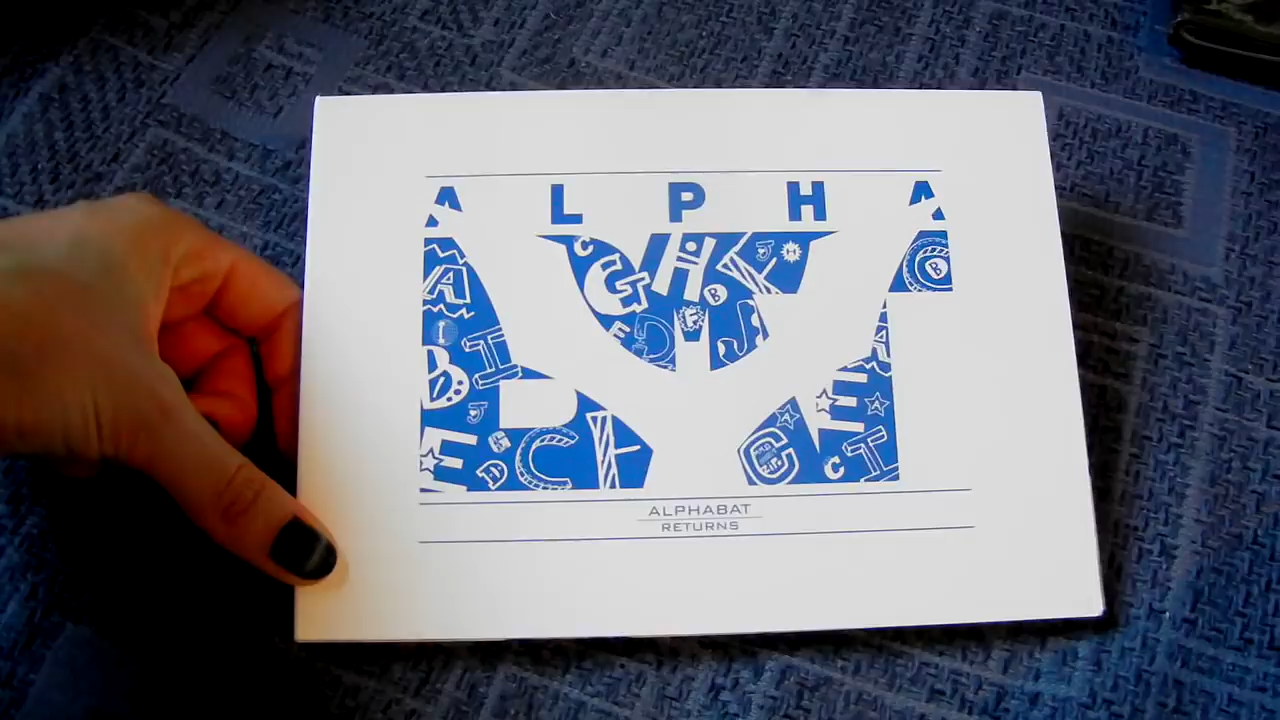 A L P H A
C G H K J H
A B F B
I F D S A
B I E A
J A
E C K G C I
D C
ALPHABAT
RETURNS